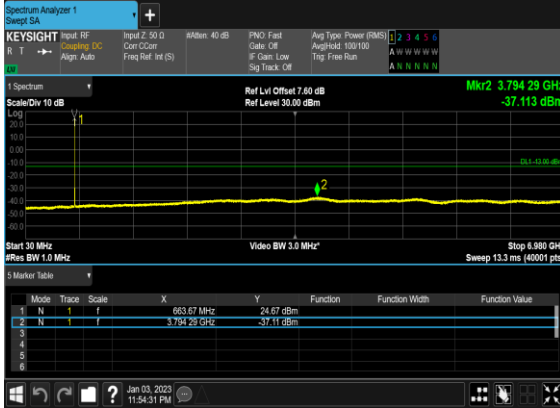 Spectrum Analyzer 1
Swept SA
+
KEYSIGHT Input: RF Input Z: 50 Ω #Atten: 40 dB PNO: Fast Avg Type: Power (RMS) 1 2 3 4 5 6
R T Coupling: DC Corr CCorr Gate: Off Avg|Hold: 100/100 A W W W W W
Align: Auto Freq Ref: Int (S) IF Gain: Low Trig: Free Run
Sig Track: Off A N N N N N
1 Spectrum Ref Lvl Offset 7.60 dB Mkr2 3.794 29 GHz
Scale/Div 10 dB Ref Level 30.00 dBm -37.113 dBm
Log
20.0
0.00
-10.0
DL1 -13.00 dBm
-20.0
-30.0
-40.0
-50.0
-60.0
1
2
Start 30 MHz Video BW 3.0 MHz* Stop 6.980 GHz
#Res BW 1.0 MHz Sweep 13.3 ms (40001 pts)
5 Marker Table
Mode Trace Scale X Y Function Function Width Function Value
1 N 1 f 663.67 MHz 24.67 dBm
2 N 1 f 3.794 29 GHz -37.11 dBm
3
4
5
6
? Jan 03, 2023
11:54:31 PM